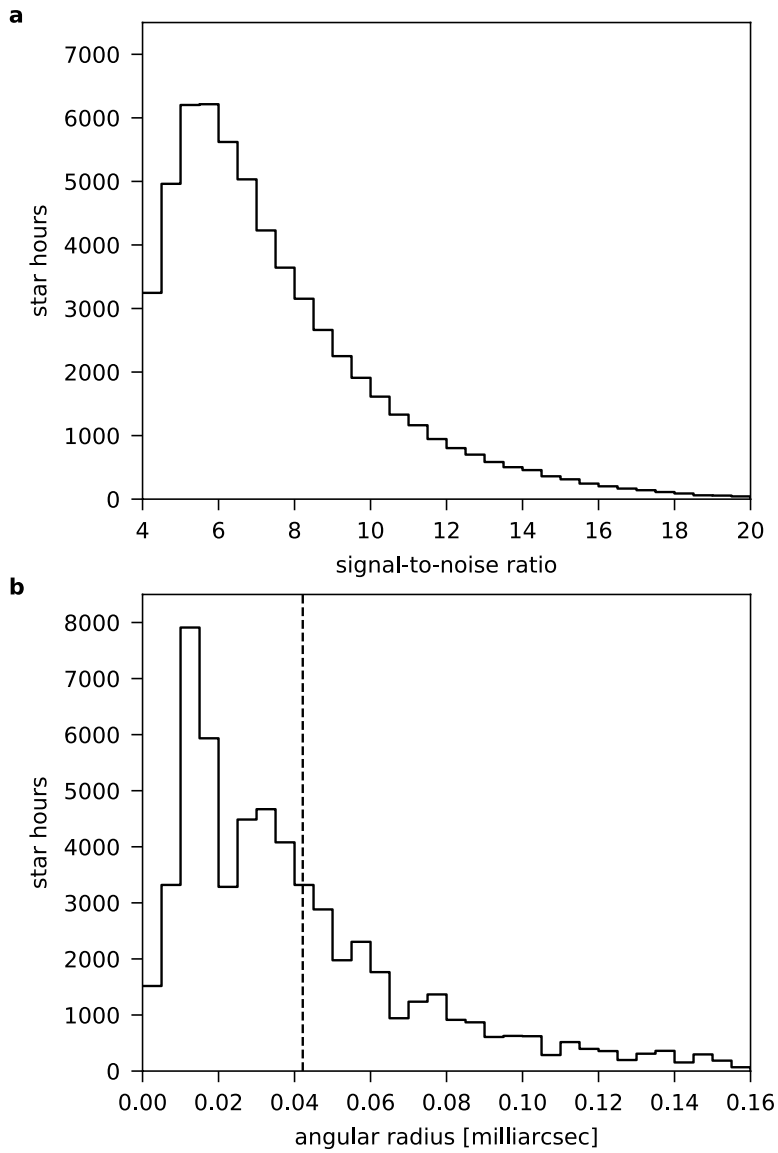 a
7000
6000
5000
4000
3000
2000
1000
0
star hours
4 6 8 10 12 14 16 18 20
signal-to-noise ratio
b
8000
7000
6000
5000
4000
3000
2000
1000
0
star hours
0.00 0.02 0.04 0.06 0.08 0.10 0.12 0.14 0.16
angular radius [milliarcsec]